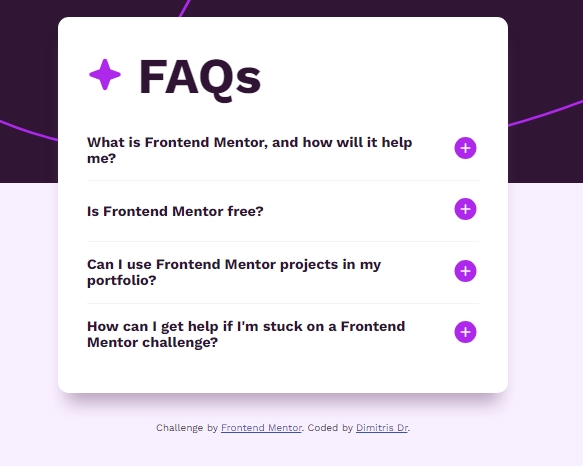 FAQs
What is Frontend Mentor, and how will it help
me?
Is Frontend Mentor free?
Can I use Frontend Mentor projects in my
portfolio?
How can I get help if I'm stuck on a Frontend
Mentor challenge?
Challenge by Frontend Mentor. Coded by Dimitris Dr.